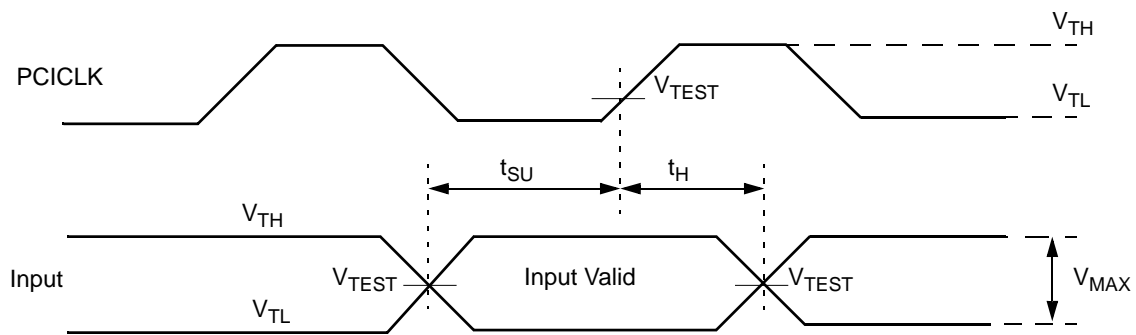 V_TH
PCICLK
V_TEST
V_TL
t_SU t_H
V_TH
V_TEST Input Valid V_TEST
Input
V_MAX
V_TL